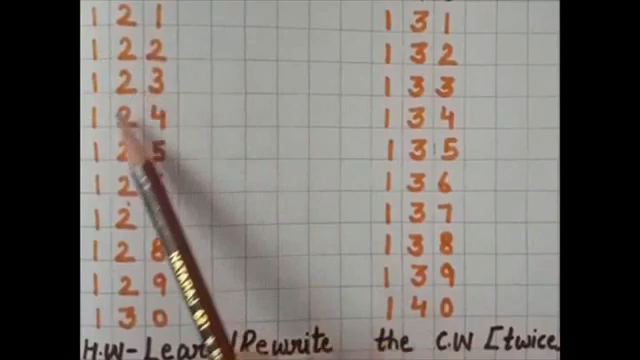 1 2 1 1 3 1
1 2 2 1 3 2
1 2 3 1 3 3
1 2 4 1 3 4
1 2 5 1 3 5
1 2 1 3 6
1 2 1 3 7
1 2 8 1 3 8
1 2 9 1 3 9
1 3 0 1 4 0
H.W- Lear /Rewrite the C.W [twice
NATARAJ 621